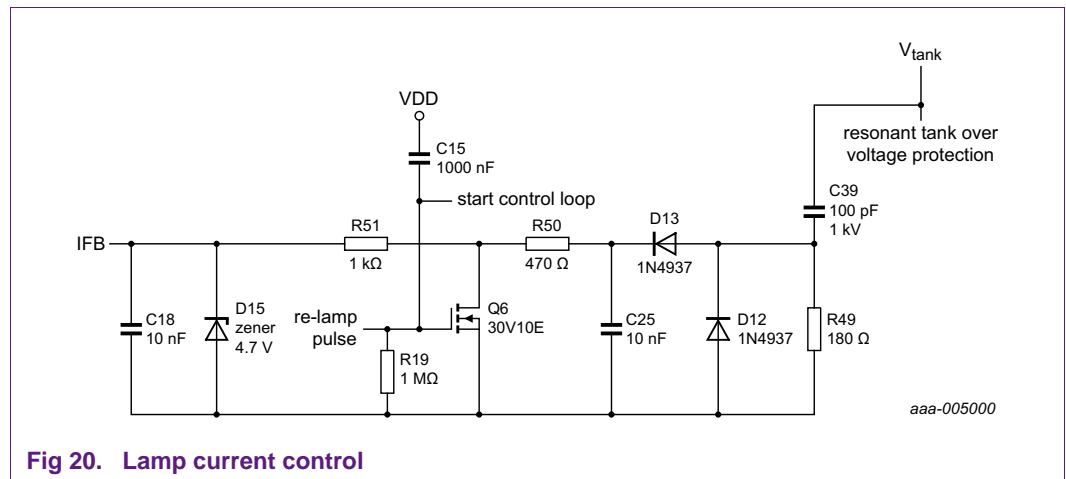 V_tank
VDD
resonant tank over
voltage protection
C15
1000 nF
start control loop
C39
100 pF
1 kV
R51
R50
D13
IFB
1 kΩ
470 Ω
1N4937
C18
10 nF
D15
zener
4.7 V
re-lamp
pulse
Q6
30V10E
R19
1 MΩ
C25
10 nF
D12
1N4937
R49
180 Ω
aaa-005000
Fig 20. Lamp current control